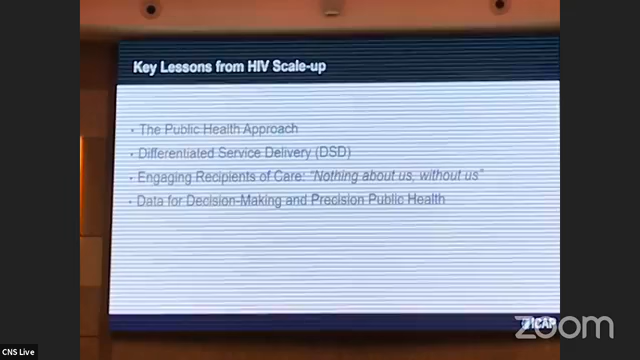 Key Lessons from HIV Scale-up
• The Public Health Approach
• Differentiated Service Delivery (DSD)
• Engaging Recipients of Care: “Nothing about us, without us”
• Data for Decision-Making and Precision Public Health
ICAP
zoom
CNS Live